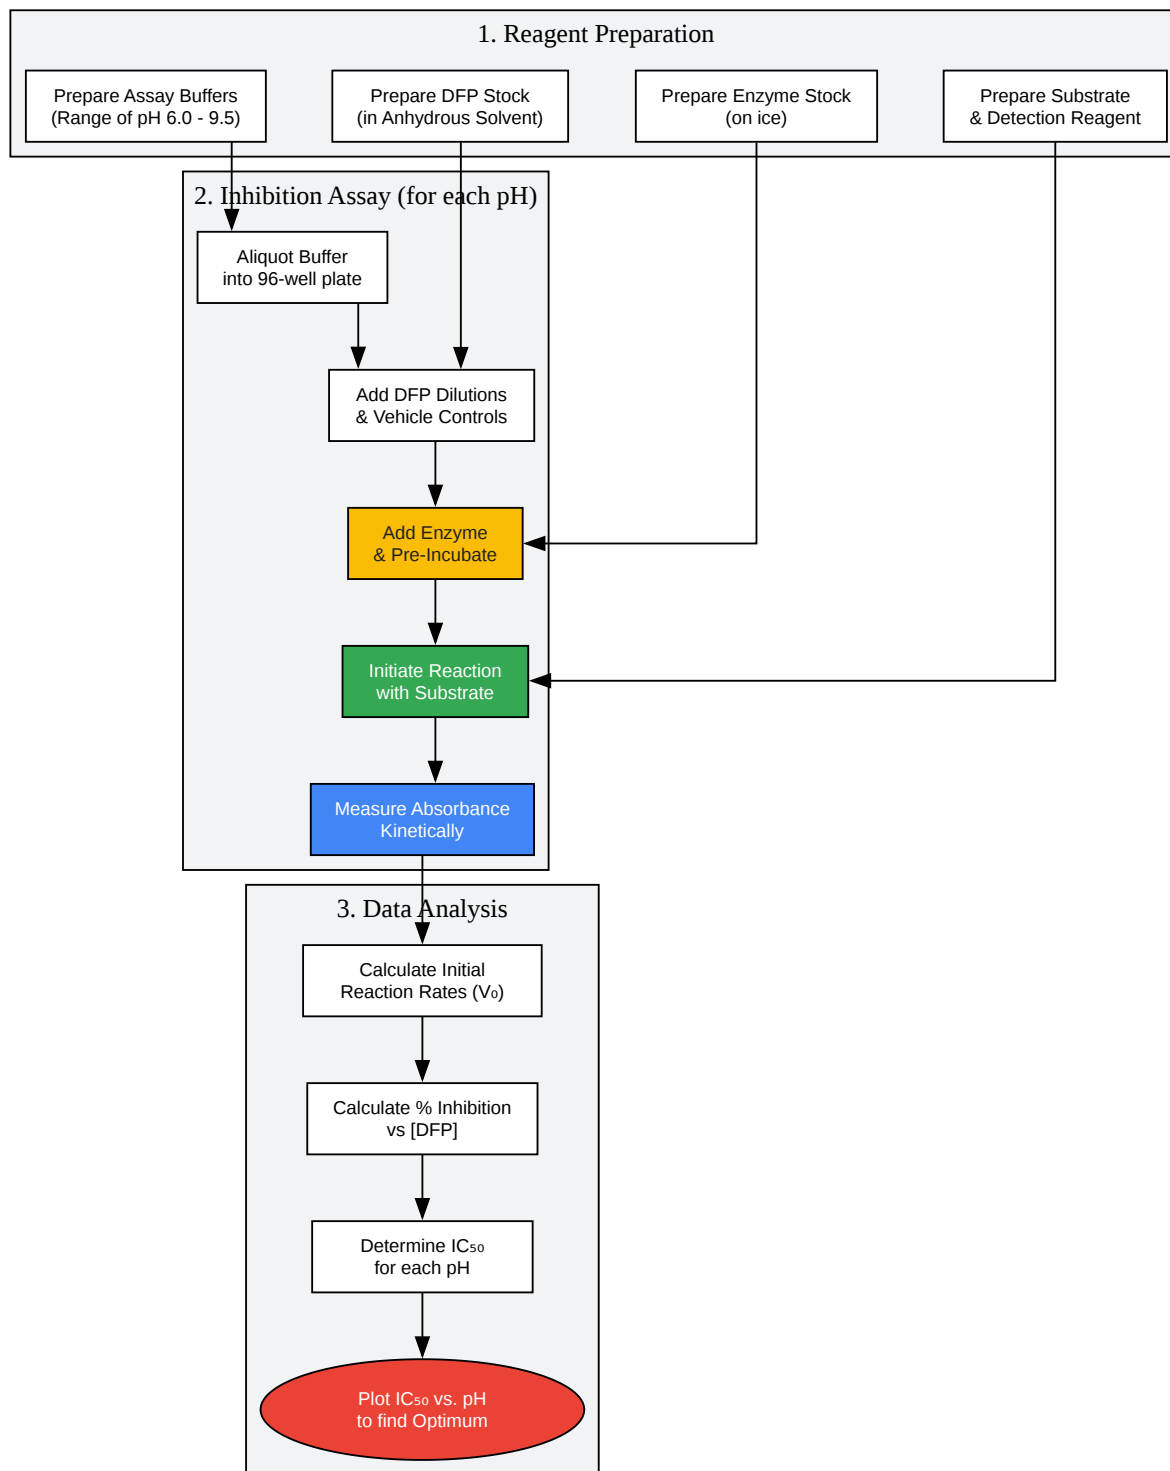 1. Reagent Preparation
Prepare Assay Buffers
(Range of pH 6.0 - 9.5)
Prepare DFP Stock
(in Anhydrous Solvent)
Prepare Enzyme Stock
(on ice)
Prepare Substrate
& Detection Reagent
2. Inhibition Assay (for each pH)
Aliquot Buffer
into 96-well plate
Add DFP Dilutions
& Vehicle Controls
Add Enzyme
& Pre-Incubate
Initiate Reaction
with Substrate
Measure Absorbance
Kinetically
3. Data Analysis
Calculate Initial
Reaction Rates (V₀)
Calculate % Inhibition
vs [DFP]
Determine IC₅₀
for each pH
Plot IC₅₀ vs. pH
to find Optimum